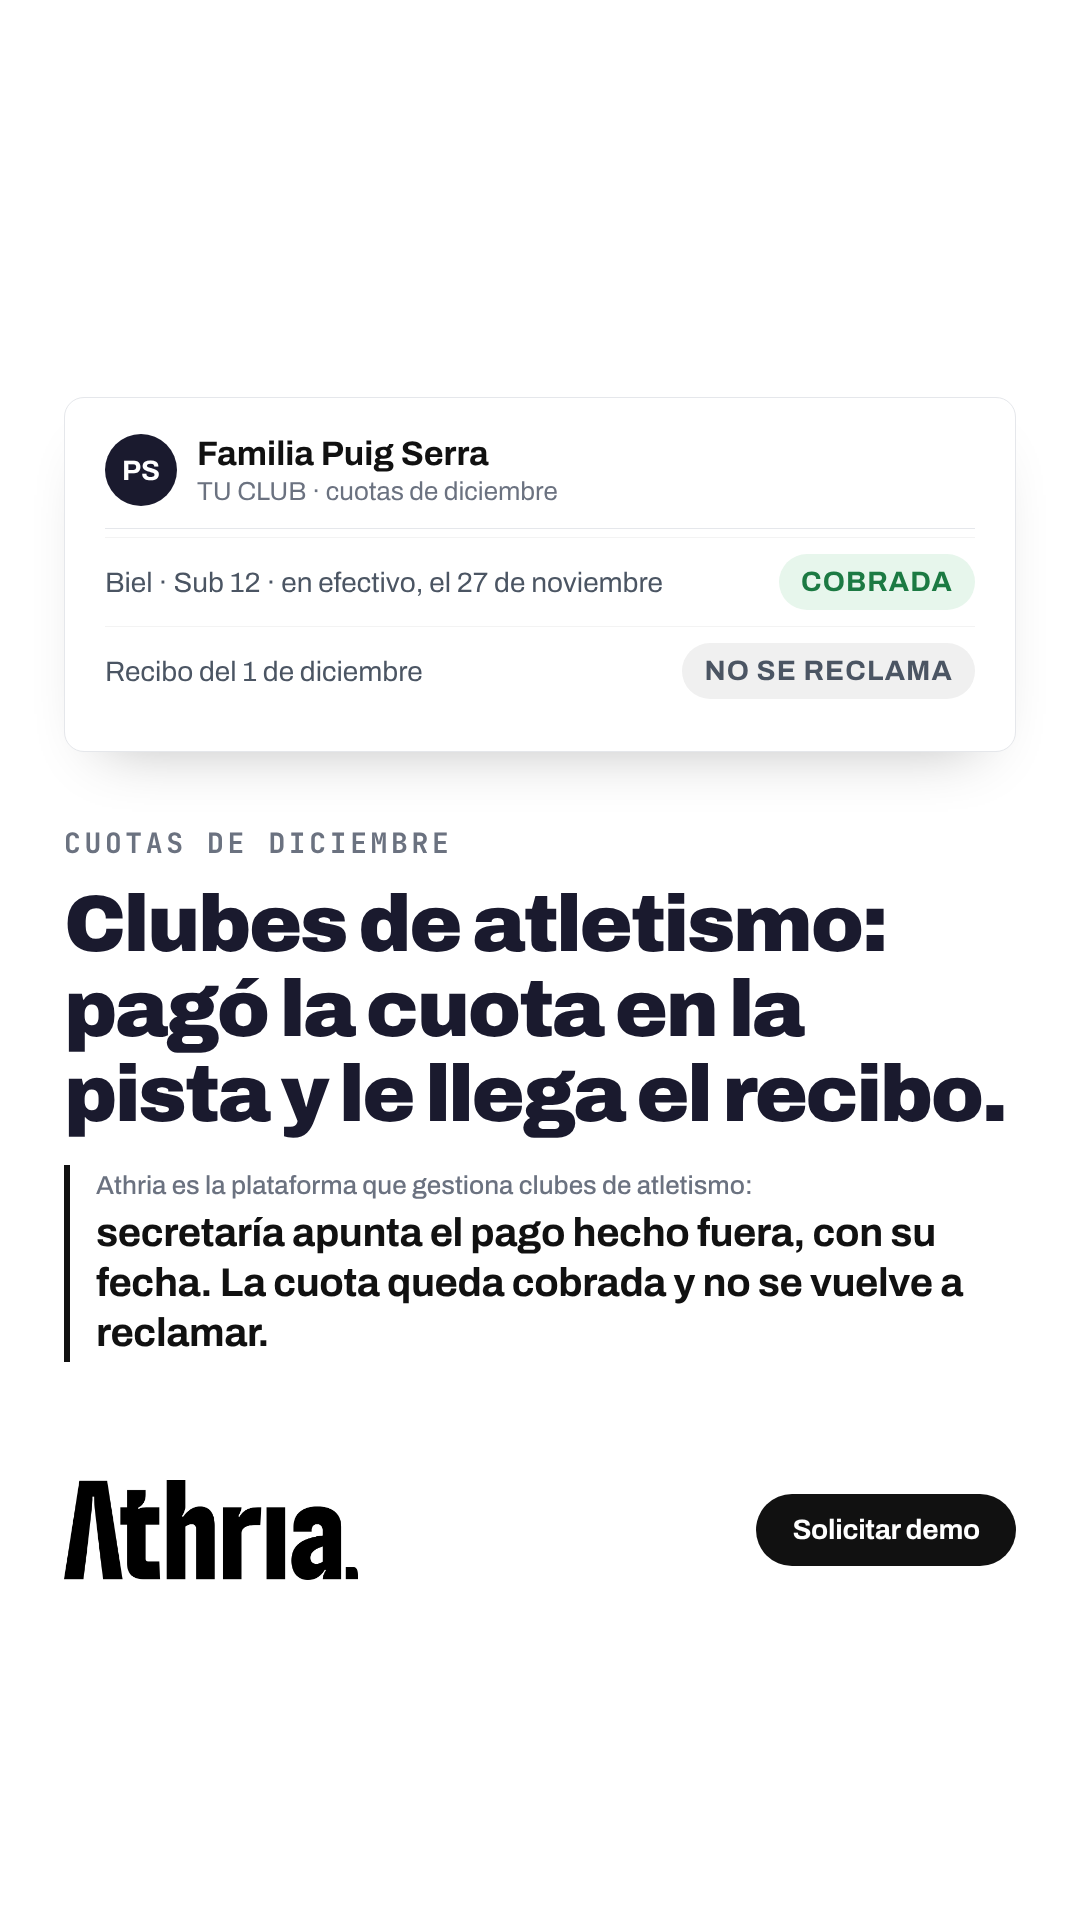 PS
Familia Puig Serra
TU CLUB · cuotas de diciembre
Biel · Sub 12 · en efectivo, el 27 de noviembre
COBRADA
Recibo del 1 de diciembre
NO SE RECLAMA
CUOTAS DE DICIEMBRE
Clubes de atletismo:
pagó la cuota en la
pista y le llega el recibo.
Athria es la plataforma que gestiona clubes de atletismo:
secretaría apunta el pago hecho fuera, con su
fecha. La cuota queda cobrada y no se vuelve a
reclamar.
Athria.
Solicitar demo